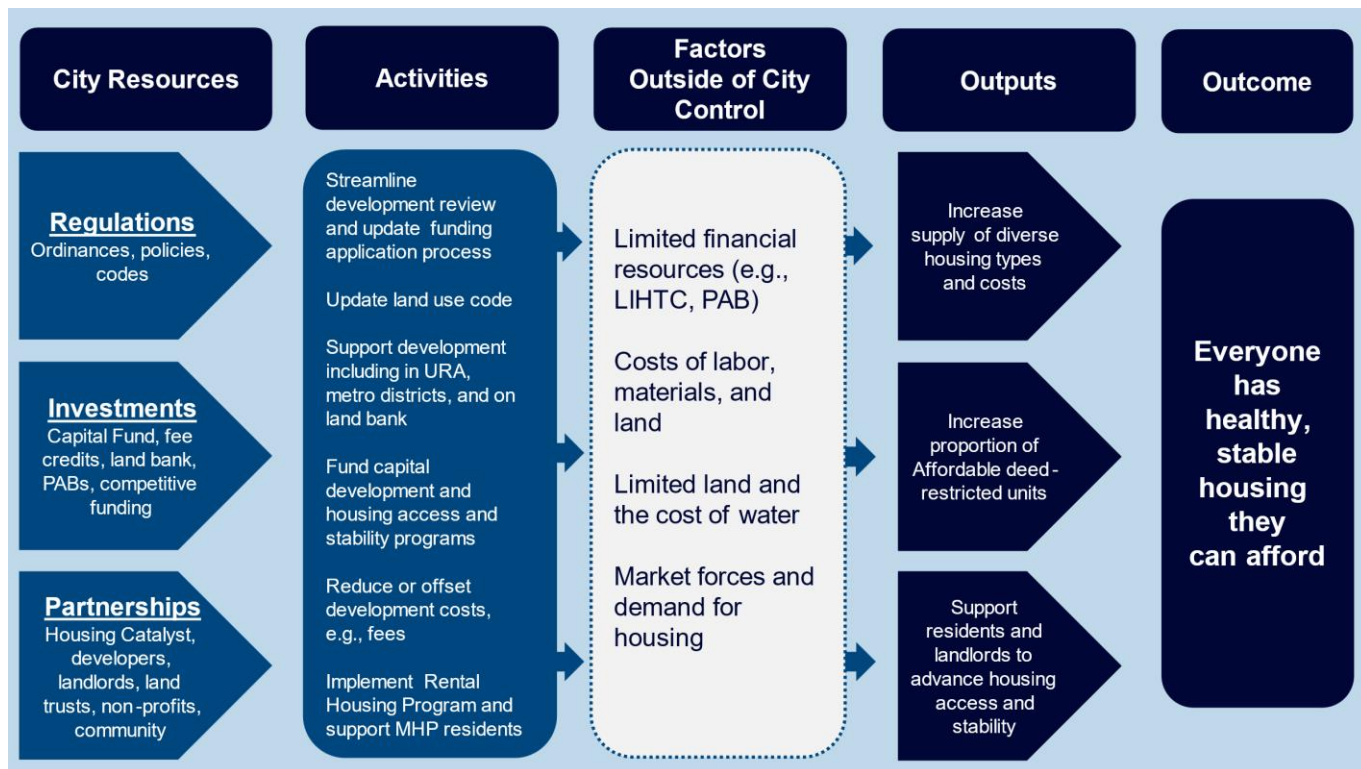 City Resources
Activities
Factors
Outside of City
Control
Outputs
Outcome
Regulations
Ordinances, policies,
codes
Investments
Capital Fund, fee
credits, land bank,
PABs, competitive
funding
Partnerships
Housing Catalyst,
developers,
landlords, land
trusts, non-profits,
community
Streamline
development review
and update funding
application process
Update land use code
Support development
including in URA,
metro districts, and on
land bank
Fund capital
development and
housing access and
stability programs
Reduce or offset
development costs,
e.g., fees
Implement Rental
Housing Program and
support MHP residents
Limited financial
resources (e.g.,
LIHTC, PAB)
Costs of labor,
materials, and
land
Limited land and
the cost of water
Market forces and
demand for
housing
Increase
supply of diverse
housing types
and costs
Increase
proportion of
Affordable deed-
restricted units
Support
residents and
landlords to
advance housing
access and
stability
Everyone
has
healthy,
stable
housing
they
can afford